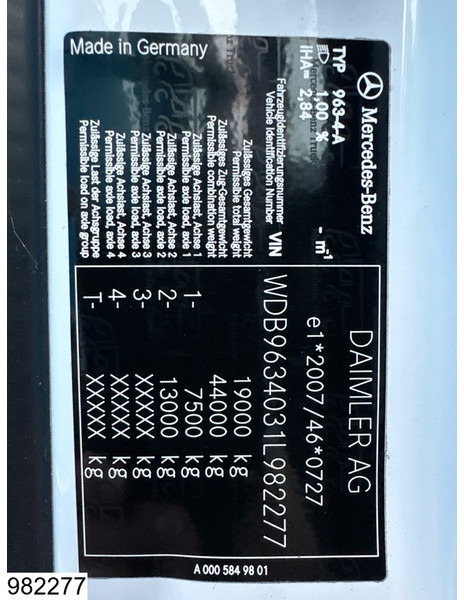 Mercedes-Benz
TYP 963-4-A
1,00 % - m-1
IHA= 2,84
DAIMLER AG
e1*2007/46*0727
Fahrzeugidentifizierungsnummer
Vehicle Identification Number VIN WDB9634031L982277
Zulässiges Gesamtgewicht
Permissible total weight 19000 kg
Zulässiges Zug-Gesamtgewicht
Permissible combination weight 44000 kg
Zulässige Achslast, Achse 1
Permissible axle load, axle 1 1- 7500 kg
Zulässige Achslast, Achse 2
Permissible axle load, axle 2 2- 13000 kg
Zulässige Achslast, Achse 3
Permissible axle load, axle 3 3- XXXXX kg
Zulässige Achslast, Achse 4
Permissible axle load, axle 4 4- XXXXX kg
Zulässige Last der Achsgruppe
Permissible load on axle group T- XXXXX kg
Made in Germany
A 000 584 98 01
982277